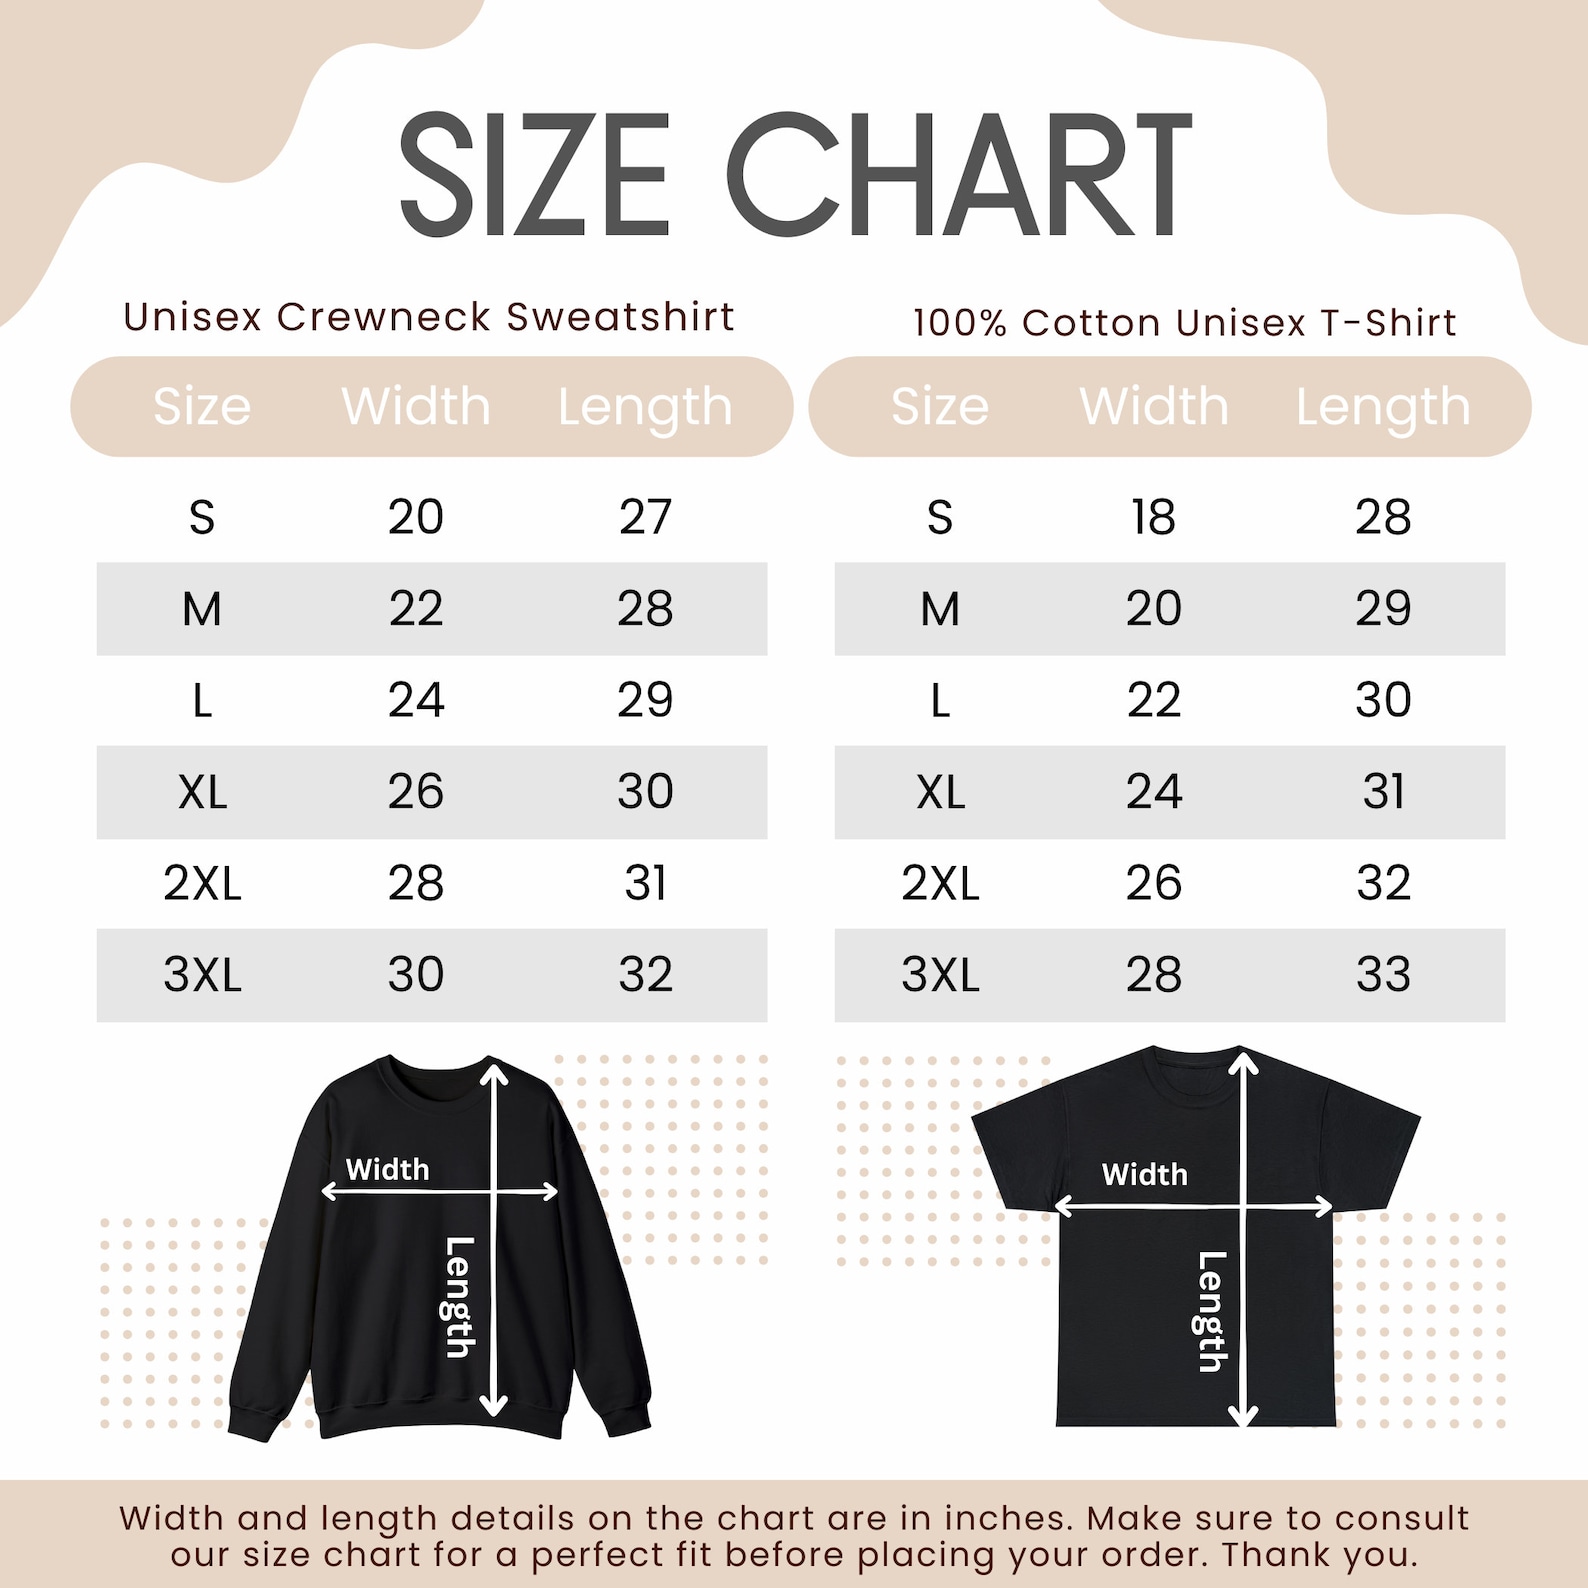 SIZE CHART
Unisex Crewneck Sweatshirt
Size Width Length
S 20 27
M 22 28
L 24 29
XL 26 30
2XL 28 31
3XL 30 32
100% Cotton Unisex T-Shirt
Size Width Length
S 18 28
M 20 29
L 22 30
XL 24 31
2XL 26 32
3XL 28 33
Width
Length
Width
Length
Width and length details on the chart are in inches. Make sure to consult
our size chart for a perfect fit before placing your order. Thank you.